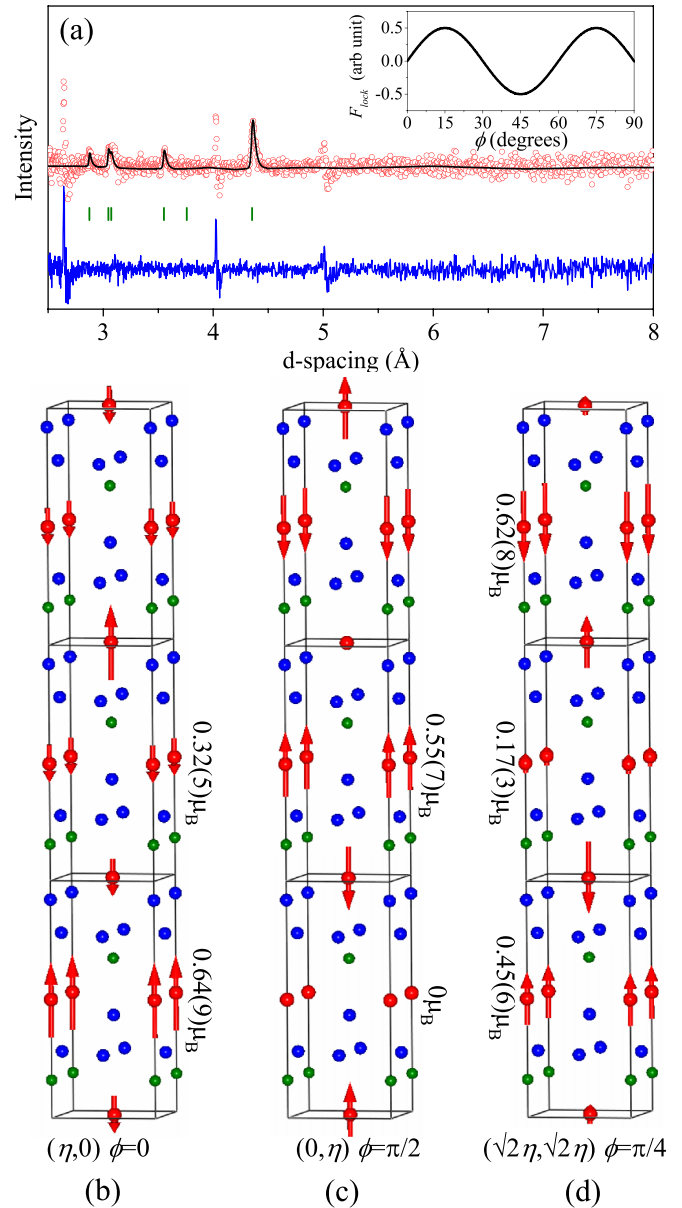 (a)
F_lock (arb unit)
0.5
0.0
-0.5
0 15 30 45 60 75 90
ϕ (degrees)
Intensity
3 4 5 6 7 8
d-spacing (Å)
0.62(8)μ_B
0.32(5)μ_B
0.55(7)μ_B
0.17(3)μ_B
0.64(9)μ_B
0μ_B
0.45(6)μ_B
(η,0) ϕ=0
(0,η) ϕ=π/2
(√2η,√2η) ϕ=π/4
(b)
(c)
(d)